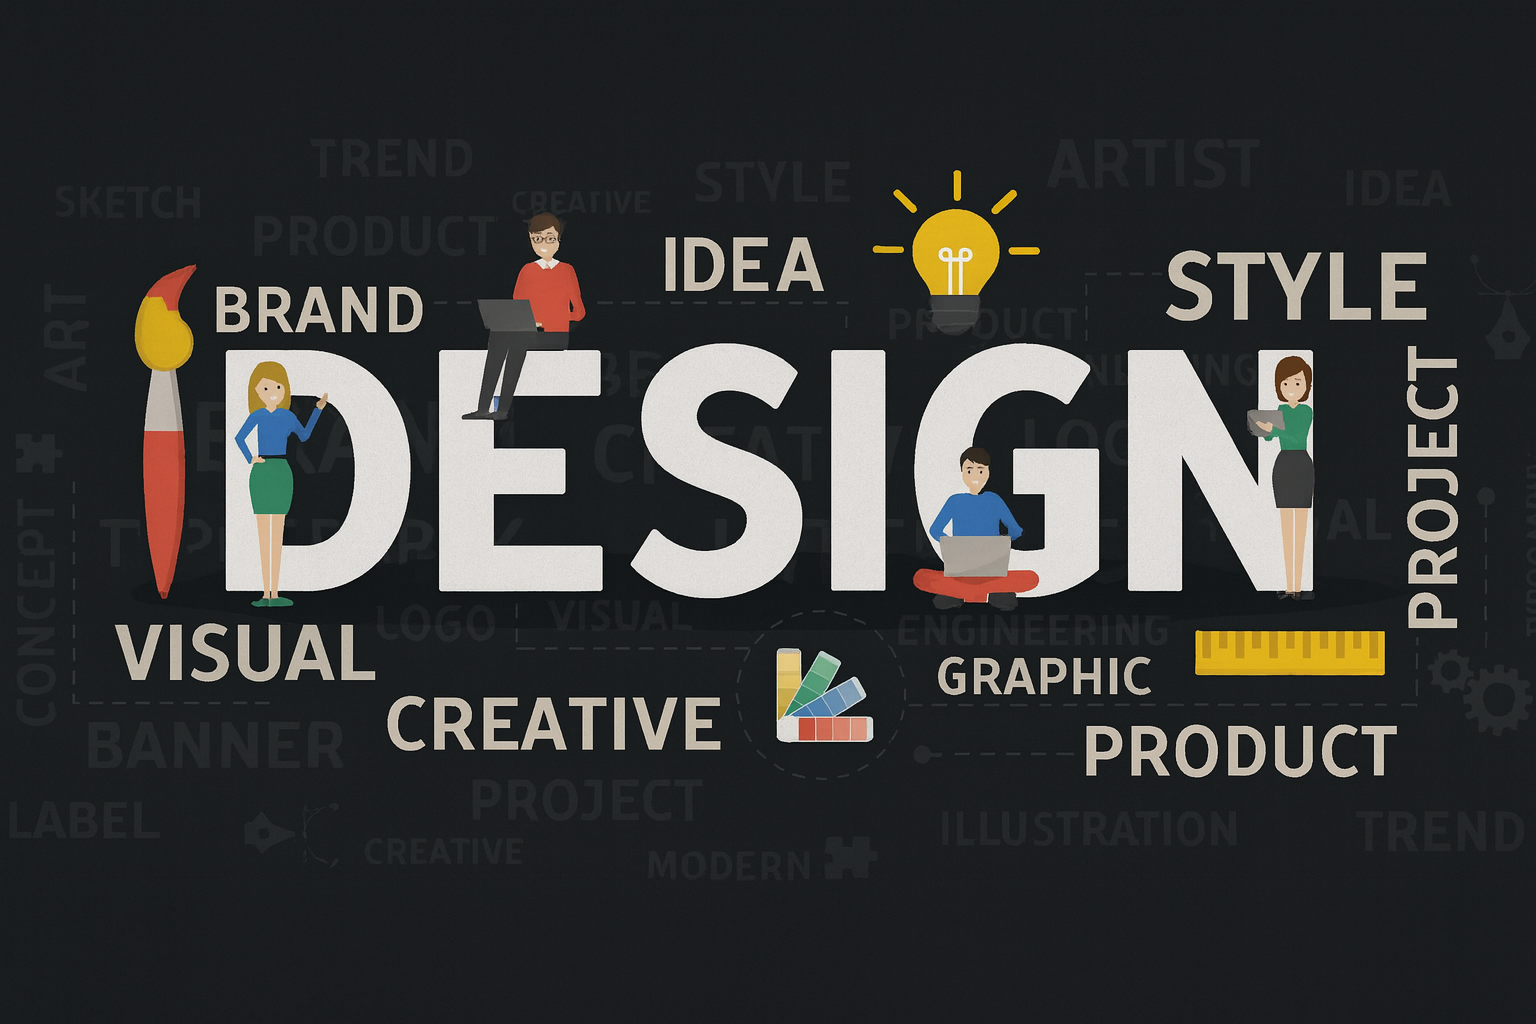 TREND
STYLE
ARTIST
SKETCH
CREATIVE
IDEA
PRODUCT
IDEA
STYLE
BRAND
ART
PRODUCT
DESIGN
PROJECT
CONCEPT
LOGO
VISUAL
ENGINEERING
VISUAL
GRAPHIC
CREATIVE
BANNER
PRODUCT
PROJECT
LABEL
ILLUSTRATION
TREND
CREATIVE
MODERN